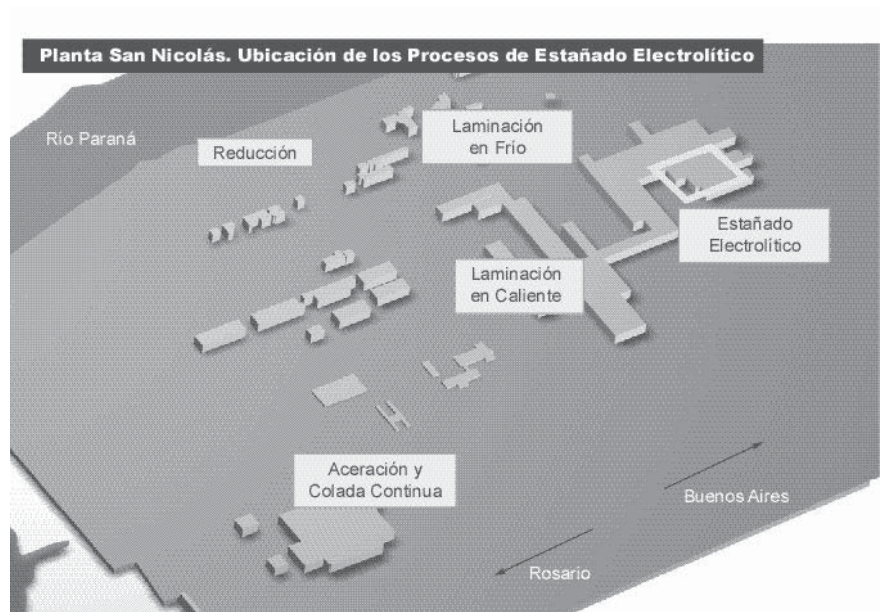 Planta San Nicolás. Ubicación de los Procesos de Estañado Electrolítico
Río Paraná
Reducción
Laminación
en Frío
Estañado
Electrolítico
Laminación
en Caliente
Aceración y
Colada Continua
Buenos Aires
Rosario